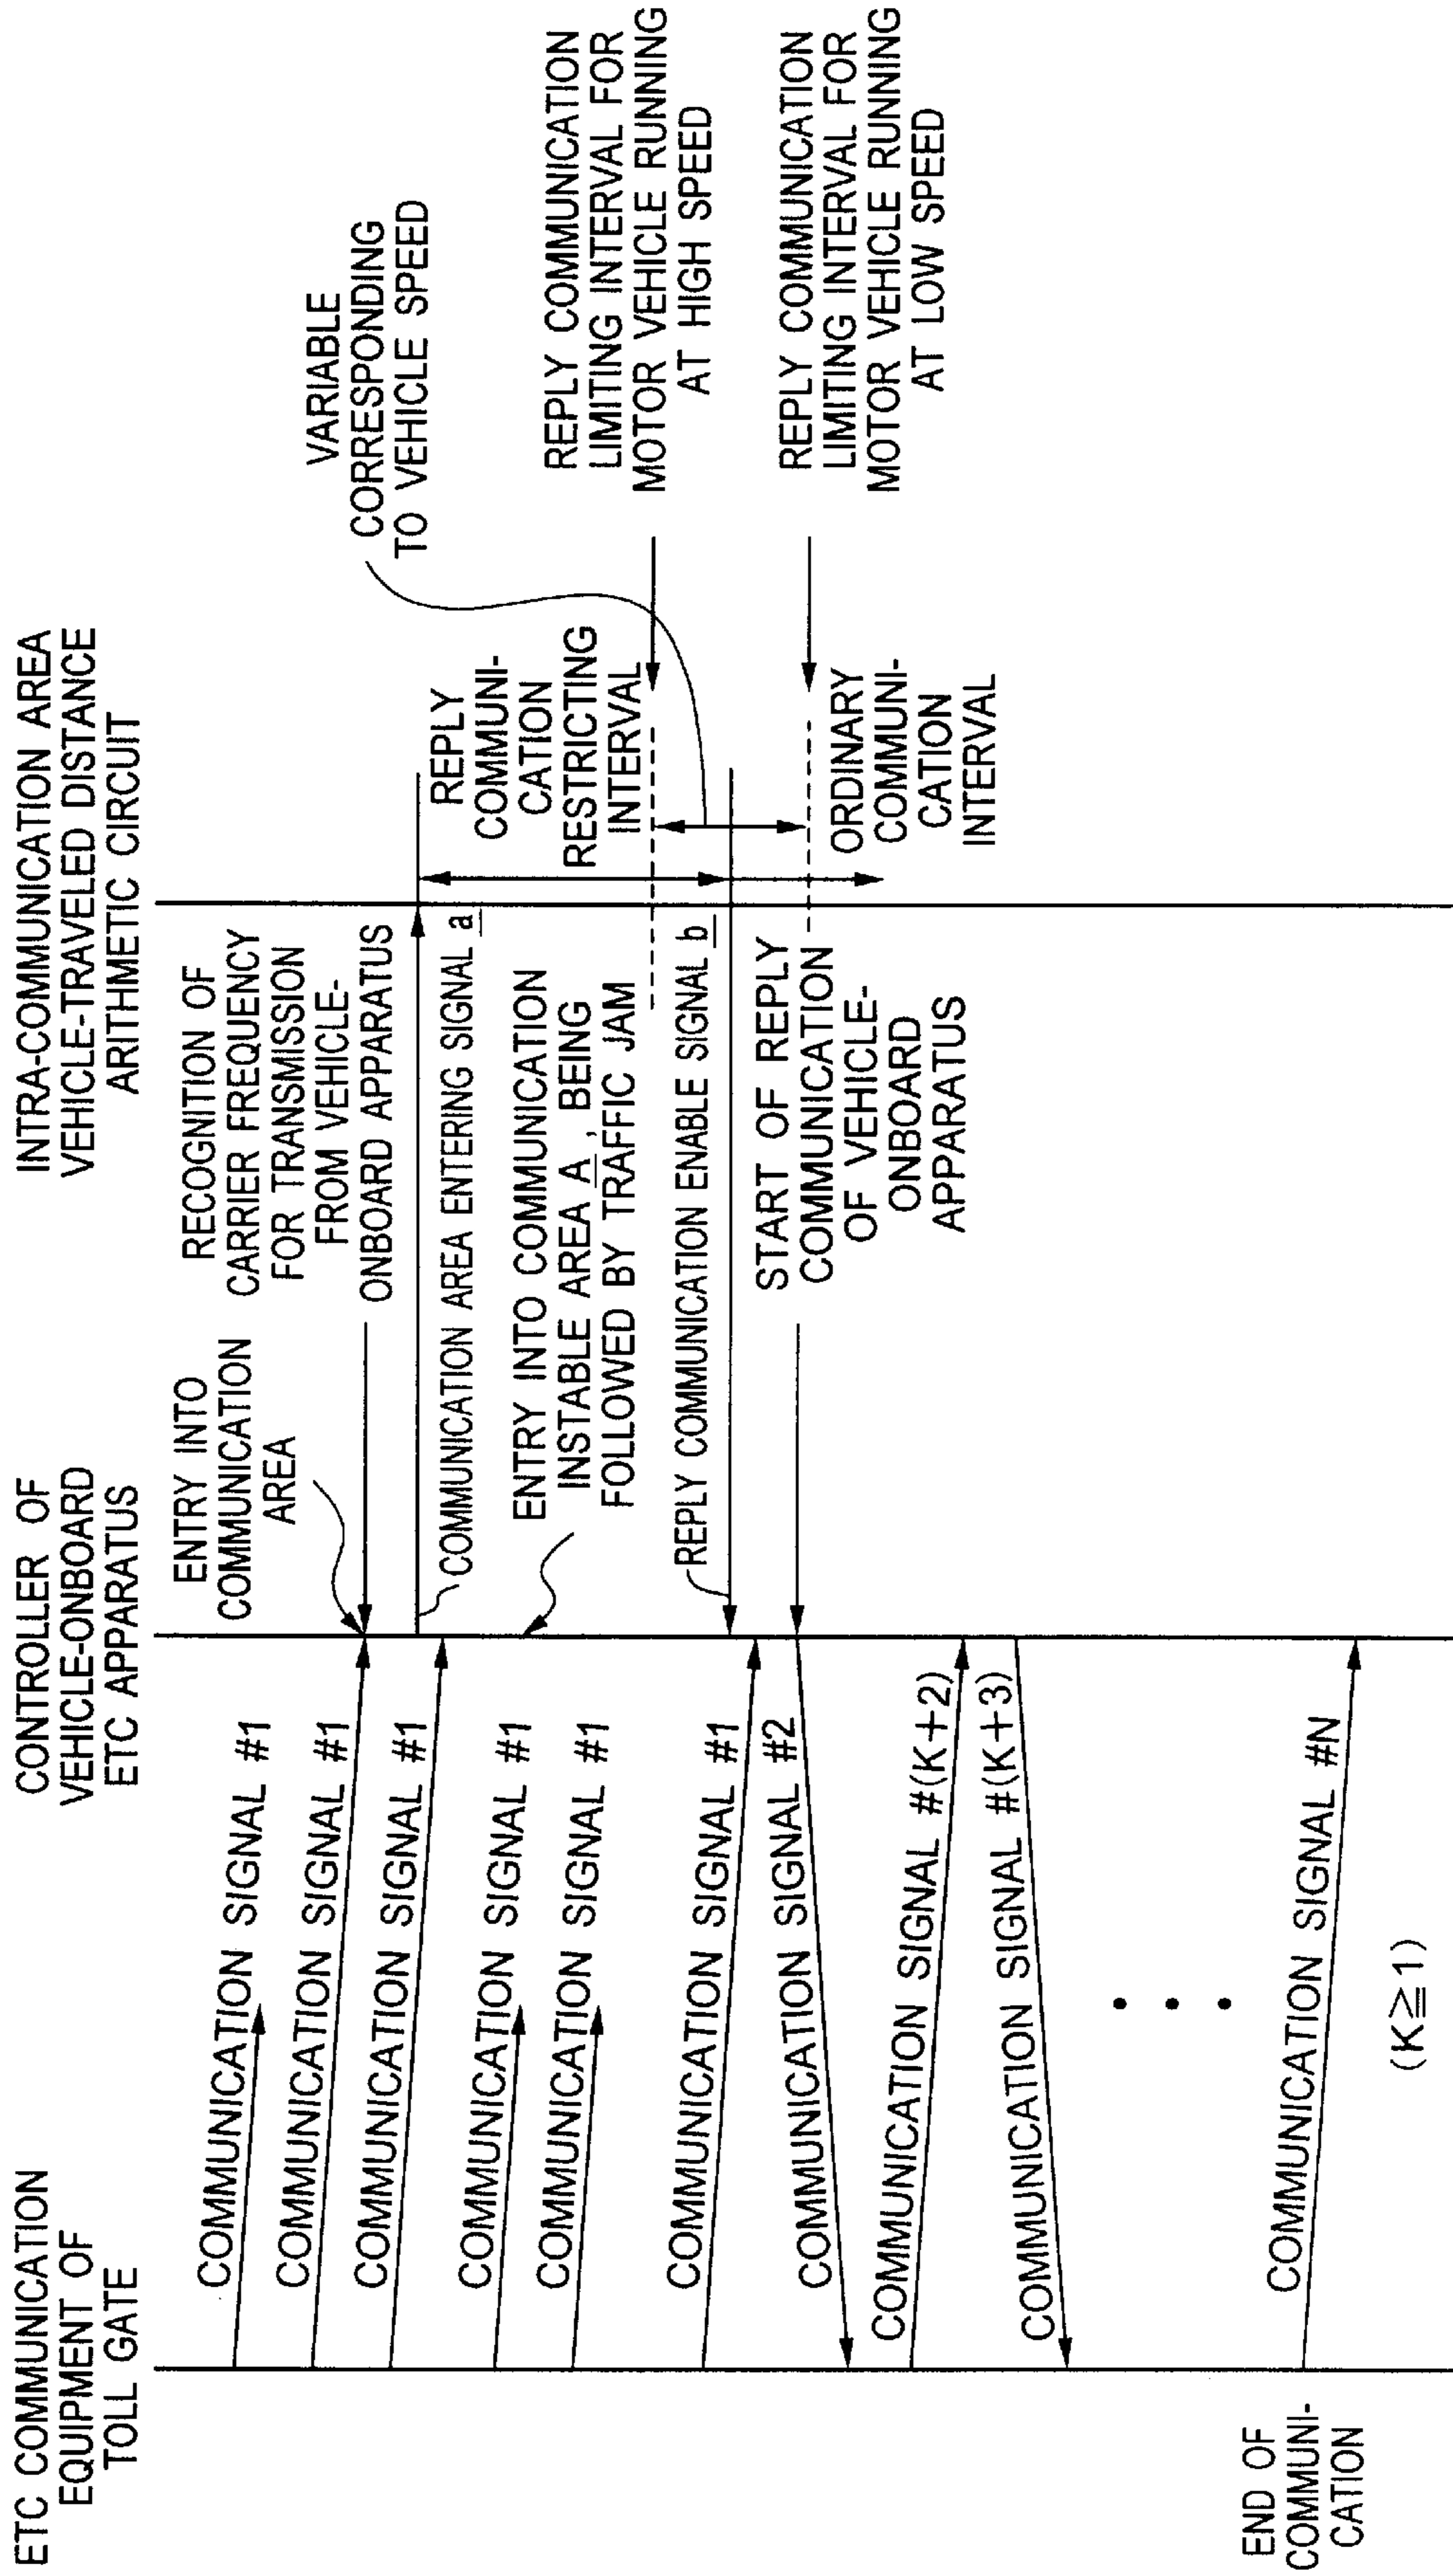 ETC COMMUNICATION
EQUIPMENT OF
TOLL GATE
CONTROLLER OF
VEHICLE-ONBOARD
ETC APPARATUS
INTRA-COMMUNICATION AREA
VEHICLE-TRAVELED DISTANCE
ARITHMETIC CIRCUIT
COMMUNICATION SIGNAL #1
COMMUNICATION SIGNAL #1
COMMUNICATION SIGNAL #1
COMMUNICATION SIGNAL #1
COMMUNICATION SIGNAL #1
COMMUNICATION SIGNAL #1
COMMUNICATION SIGNAL #2
COMMUNICATION SIGNAL #(K+2)
COMMUNICATION SIGNAL #(K+3)
COMMUNICATION SIGNAL #N
END OF
COMMUNI-
CATION
(K≧1)
ENTRY INTO
COMMUNICATION
AREA
RECOGNITION OF
CARRIER FREQUENCY
FOR TRANSMISSION
FROM VEHICLE-
ONBOARD APPARATUS
COMMUNICATION AREA ENTERING SIGNAL a
ENTRY INTO COMMUNICATION
INSTABLE AREA A, BEING
FOLLOWED BY TRAFFIC JAM
REPLY COMMUNICATION ENABLE SIGNAL b
START OF REPLY
COMMUNICATION
OF VEHICLE-
ONBOARD
APPARATUS
REPLY
COMMUNI-
CATION
RESTRICTING
INTERVAL
ORDINARY
COMMUNI-
CATION
INTERVAL
VARIABLE
CORRESPONDING
TO VEHICLE SPEED
REPLY COMMUNICATION
LIMITING INTERVAL FOR
MOTOR VEHICLE RUNNING
AT HIGH SPEED
REPLY COMMUNICATION
LIMITING INTERVAL FOR
MOTOR VEHICLE RUNNING
AT LOW SPEED